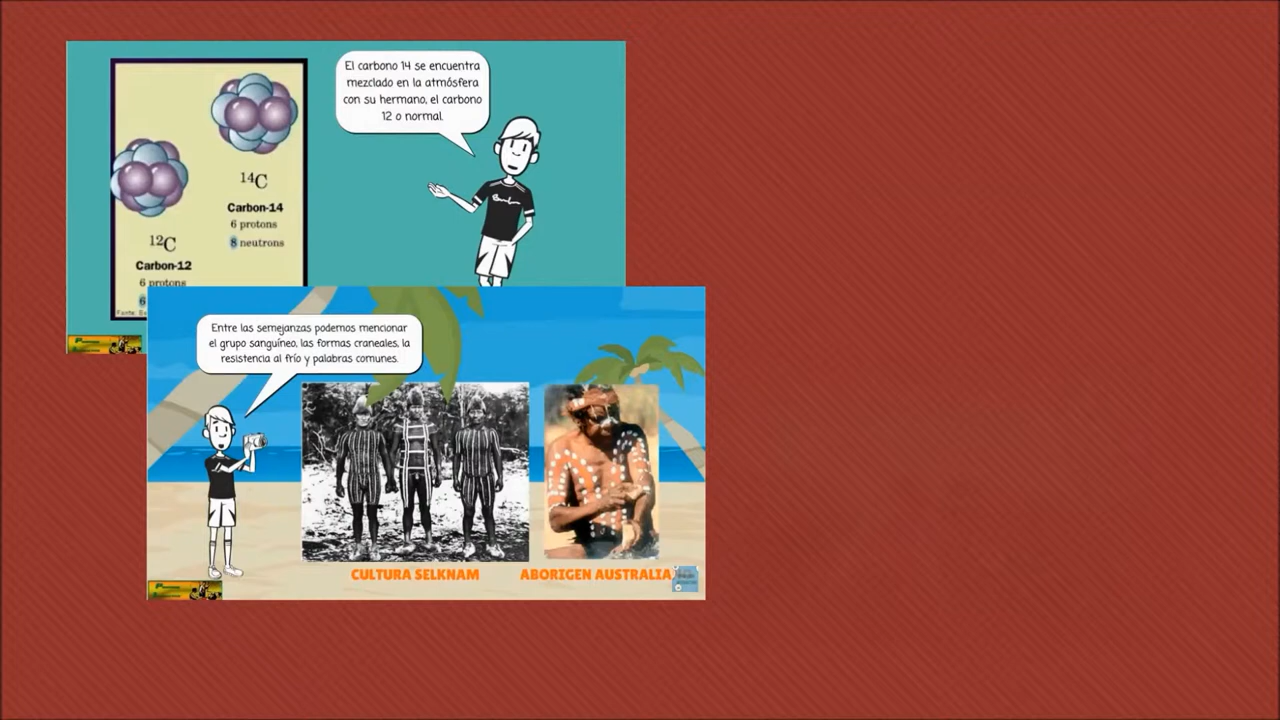 El carbono 14 se encuentra
mezclado en la atmósfera
con su hermano, el carbono
12 o normal.
14C
Carbon-14
6 protons
8 neutrons
12C
Carbon-12
6 protons
6
Fuente:
Entre las semejanzas podemos mencionar
el grupo sanguíneo, las formas craneales, la
resistencia al frío y palabras comunes.
CULTURA SELKNAM
ABORIGEN AUSTRALIA